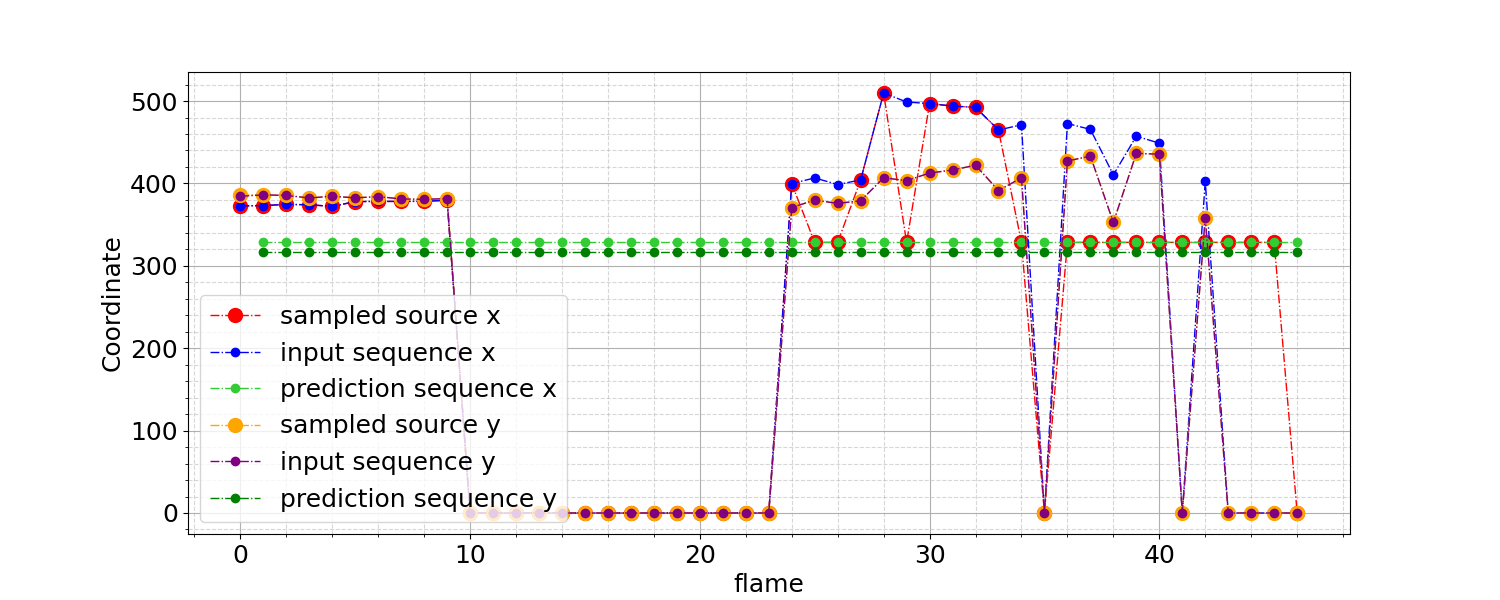 500
400
300
200
100
0
Coordinate
sampled source x
input sequence x
prediction sequence x
sampled source y
input sequence y
prediction sequence y
0 10 20 30 40
flame